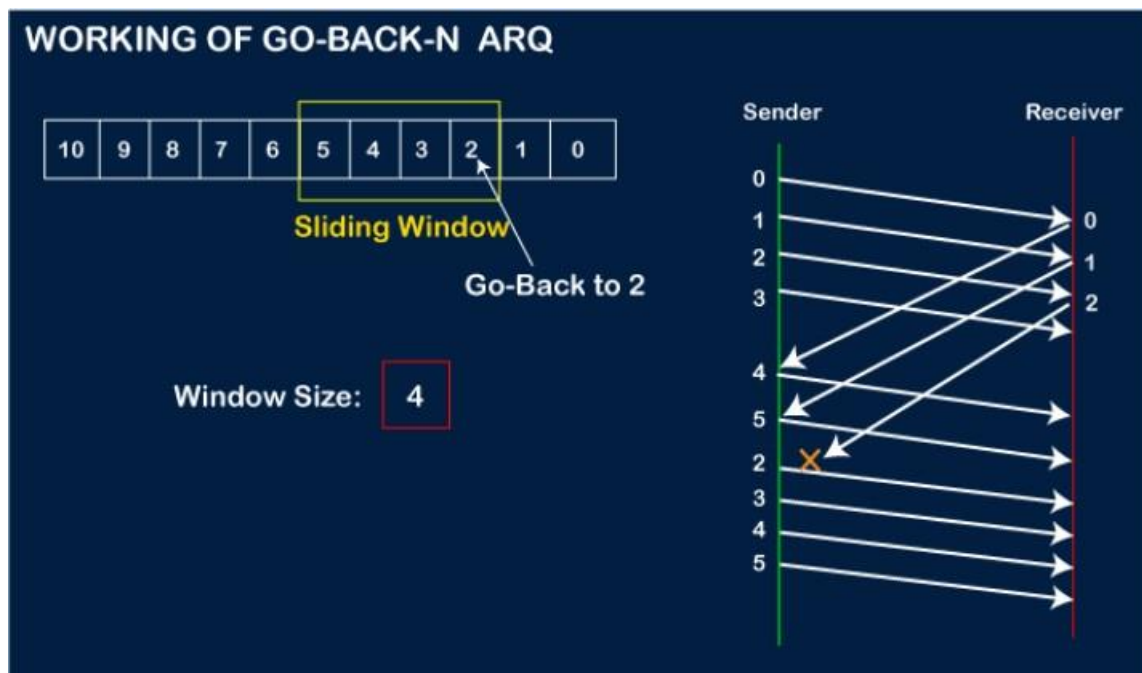 WORKING OF GO-BACK-N ARQ
10 9 8 7 6 5 4 3 2 1 0
Sliding Window
Go-Back to 2
Window Size: 4
Sender Receiver
0
1
2
3
4
5
2
3
4
5
0
1
2